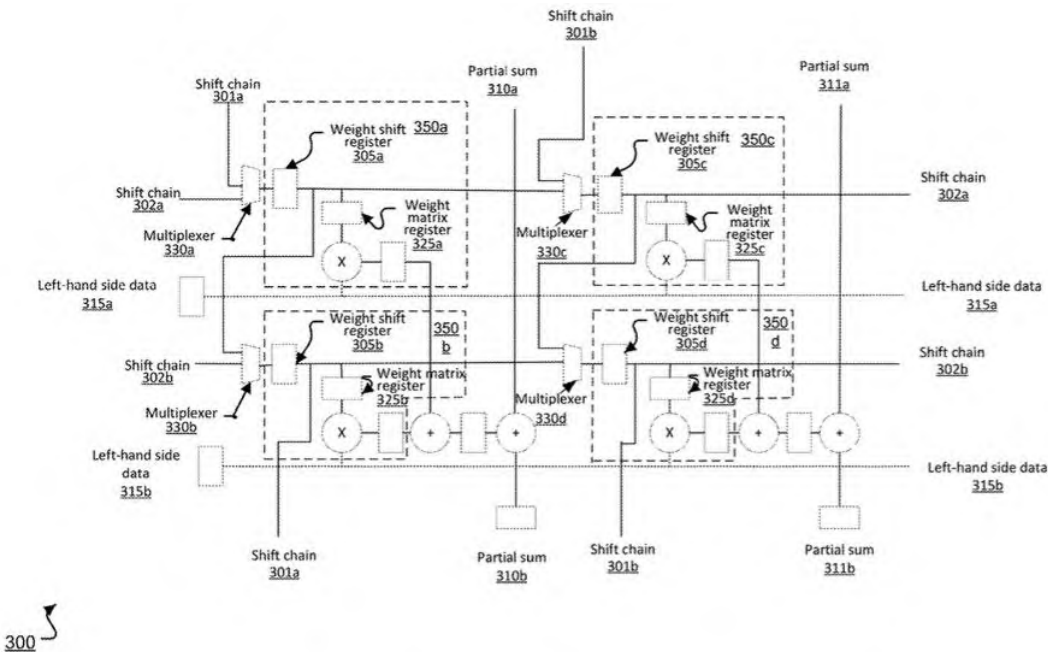 Shift chain
301b
Partial sum
310a
Partial sum
311a
Shift chain
301a
Weight shift
register
305a
350a
Weight shift
register
305c
350c
Shift chain
302a
Shift chain
302a
Multiplexer
330a
Weight
matrix
register
325a
Multiplexer
330c
Weight
matrix
register
325c
X
X
Left-hand side data
315a
Left-hand side data
315a
Weight shift
register
305b
350
b
Weight shift
register
305d
350
d
Shift chain
302b
Shift chain
302b
Multiplexer
330b
Weight matrix
register
325b
Multiplexer
330d
Weight matrix
register
325d
X
+
+
X
+
+
Left-hand side
data
315b
Left-hand side data
315b
Shift chain
301a
Partial sum
310b
Shift chain
301b
Partial sum
311b
300